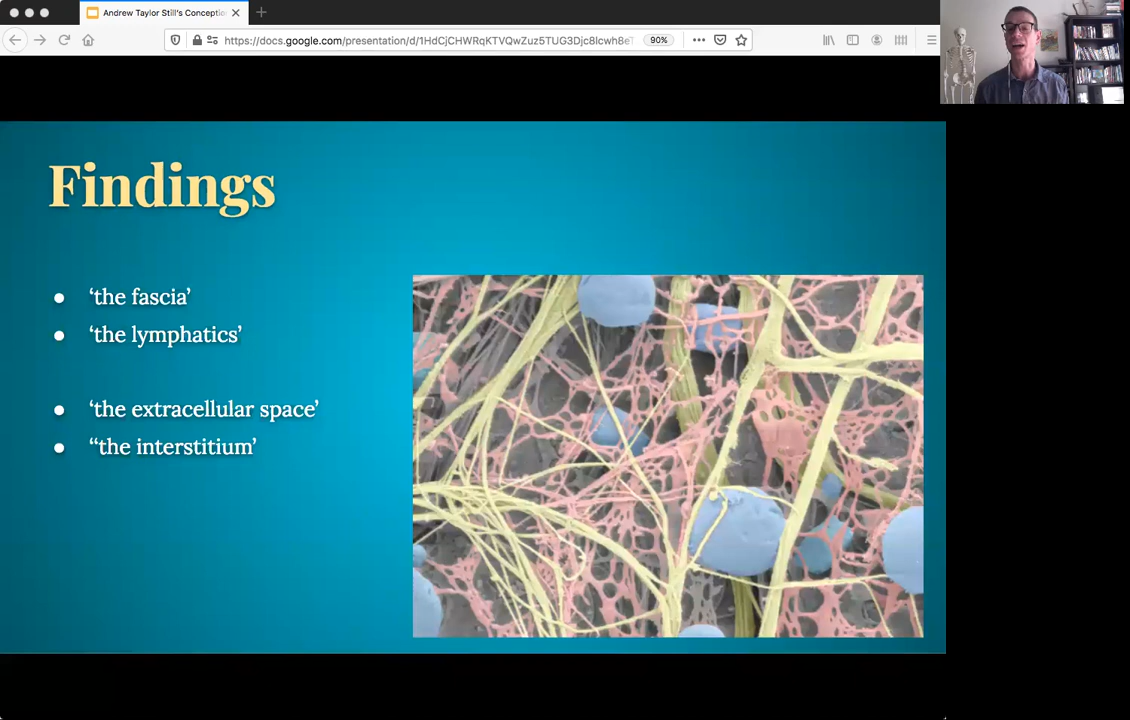 Andrew Taylor Still's Conceptio
https://docs.google.com/presentation/d/1HdCjCHWRqKTVQwZuz5TUG3Djc8lcwh8eT
90%
Findings
● ‘the fascia’
● ‘the lymphatics’
● ‘the extracellular space’
● “the interstitium’